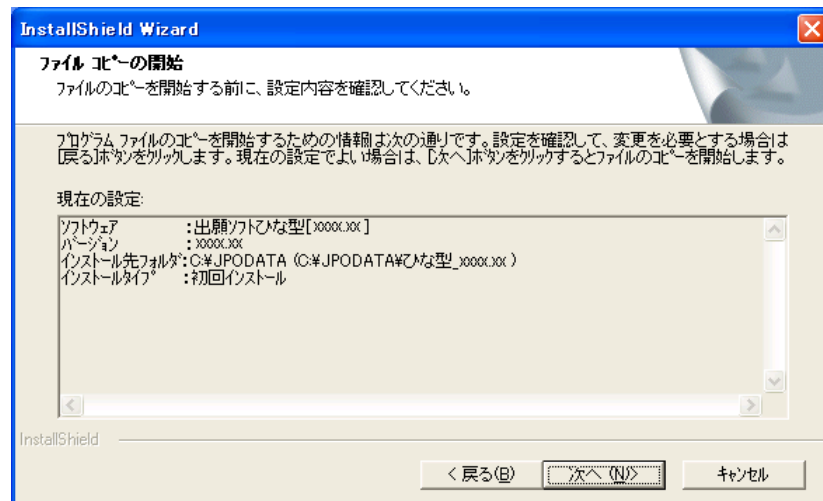 InstallShield Wizard
ファイル コピーの開始
ファイルのコピーを開始する前に、設定内容を確認してください。
プログラム ファイルのコピーを開始するための情報は次の通りです。設定を確認して、変更を必要とする場合は
[戻る]ボタンをクリックします。現在の設定でよい場合は、[次へ]ボタンをクリックするとファイルのコピーを開始します。
現在の設定:
ソフトウェア :出願ソフトひな型[xxxx.xx]
バージョン :xxxx.xx
インストール先フォルダ:C:¥JPODATA (C:¥JPODATA¥ひな型_xxxx.xx)
インストールタイプ :初回インストール
InstallShield
< 戻る(B)
次へ (N)>
キャンセル